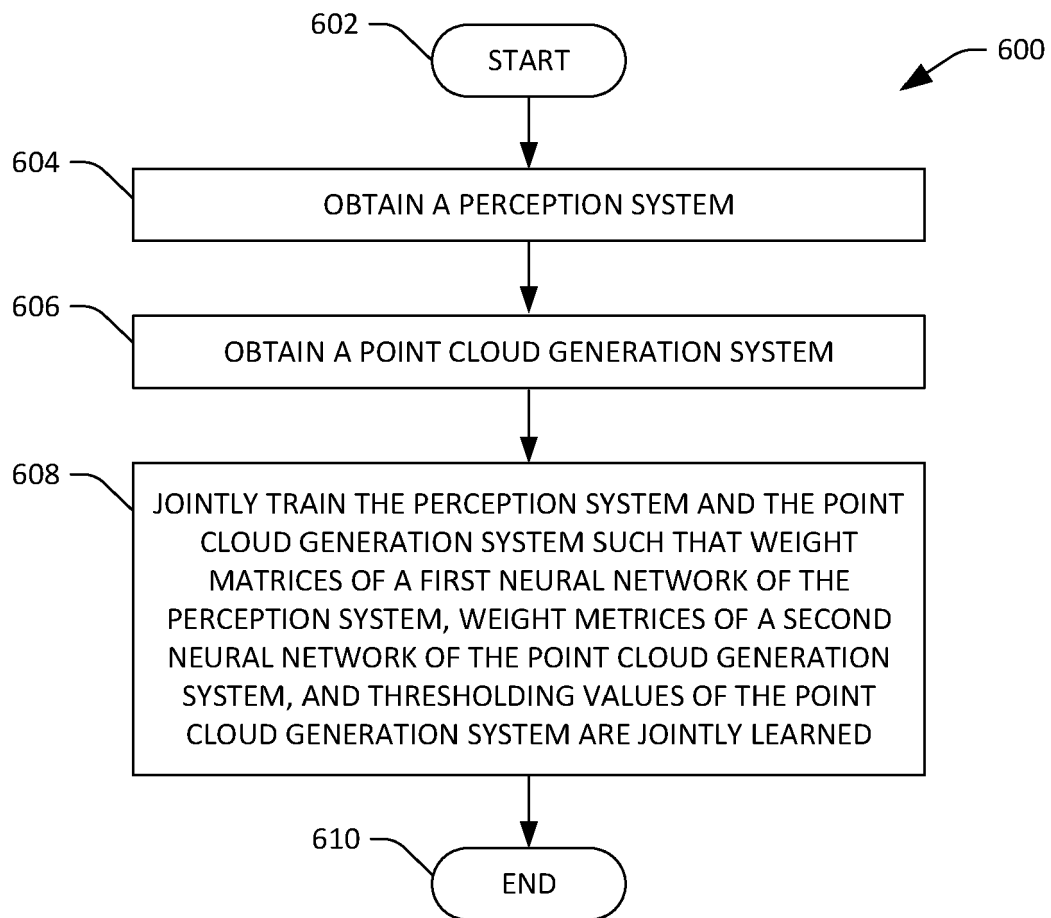 602
START
600
604
OBTAIN A PERCEPTION SYSTEM
606
OBTAIN A POINT CLOUD GENERATION SYSTEM
608
JOINTLY TRAIN THE PERCEPTION SYSTEM AND THE POINT
CLOUD GENERATION SYSTEM SUCH THAT WEIGHT
MATRICES OF A FIRST NEURAL NETWORK OF THE
PERCEPTION SYSTEM, WEIGHT METRICES OF A SECOND
NEURAL NETWORK OF THE POINT CLOUD GENERATION
SYSTEM, AND THRESHOLDING VALUES OF THE POINT
CLOUD GENERATION SYSTEM ARE JOINTLY LEARNED
610
END